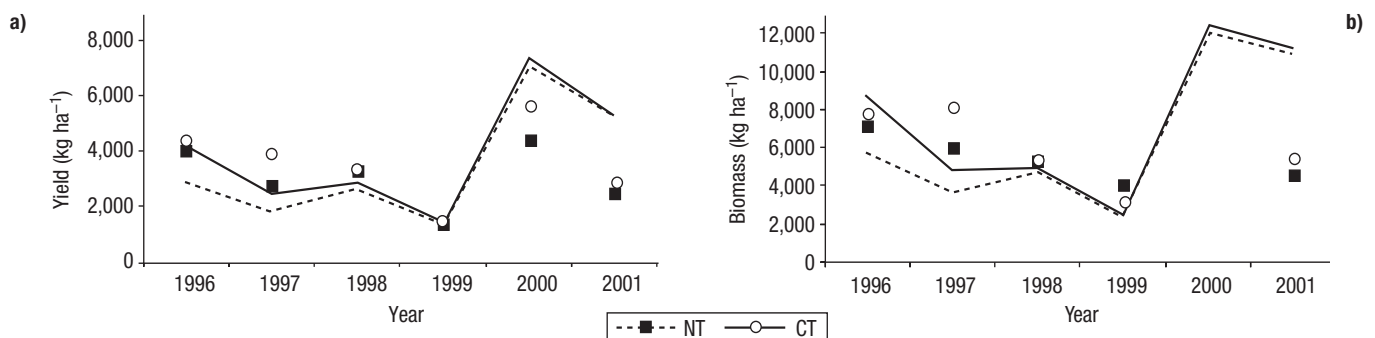 a)
Yield (kg ha⁻¹)
8,000
6,000
4,000
2,000
0
1996 1997 1998 1999 2000 2001
Year
b)
Biomass (kg ha⁻¹)
12,000
10,000
8,000
6,000
4,000
2,000
0
1996 1997 1998 1999 2000 2001
Year
NT CT